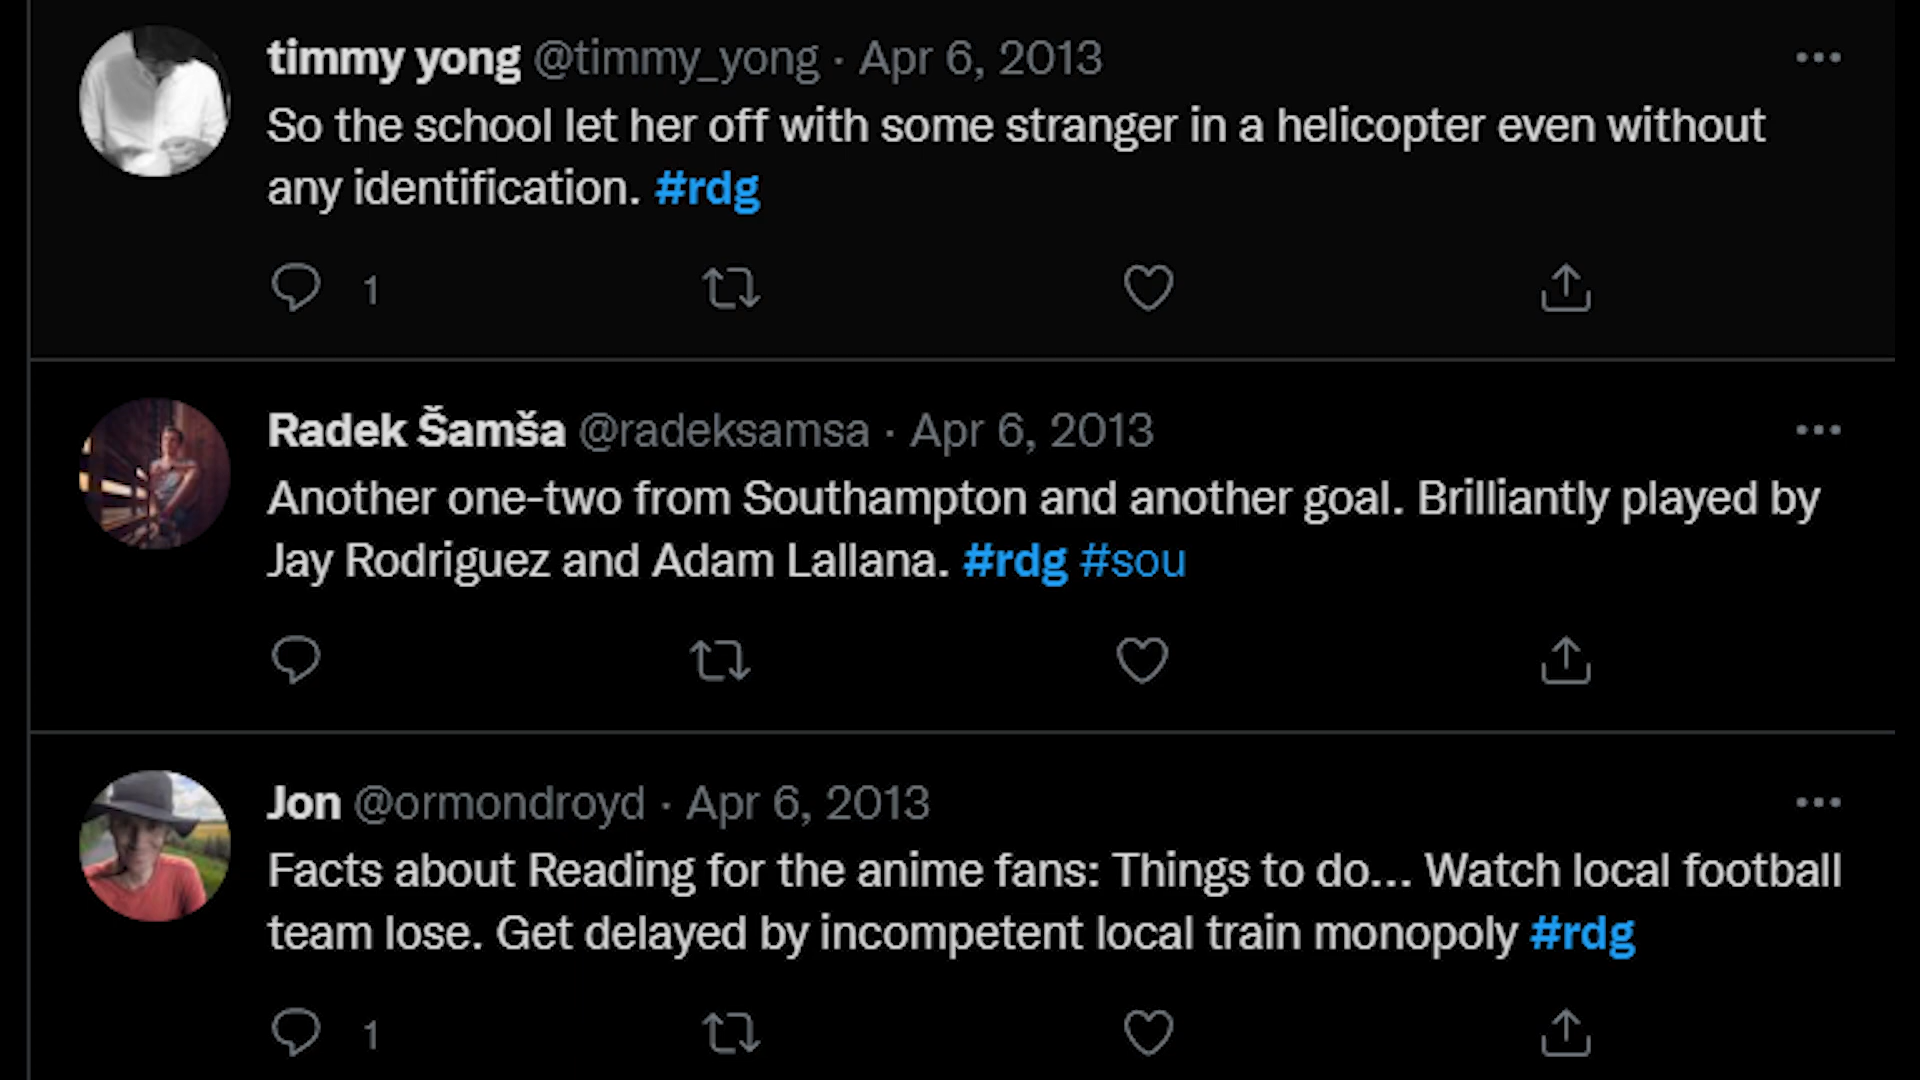 timmy yong @timmy_yong · Apr 6, 2013
So the school let her off with some stranger in a helicopter even without
any identification. #rdg
1
Radek Šamša @radeksamsa · Apr 6, 2013
Another one-two from Southampton and another goal. Brilliantly played by
Jay Rodriguez and Adam Lallana. #rdg #sou
Jon @ormondroyd · Apr 6, 2013
Facts about Reading for the anime fans: Things to do... Watch local football
team lose. Get delayed by incompetent local train monopoly #rdg
1